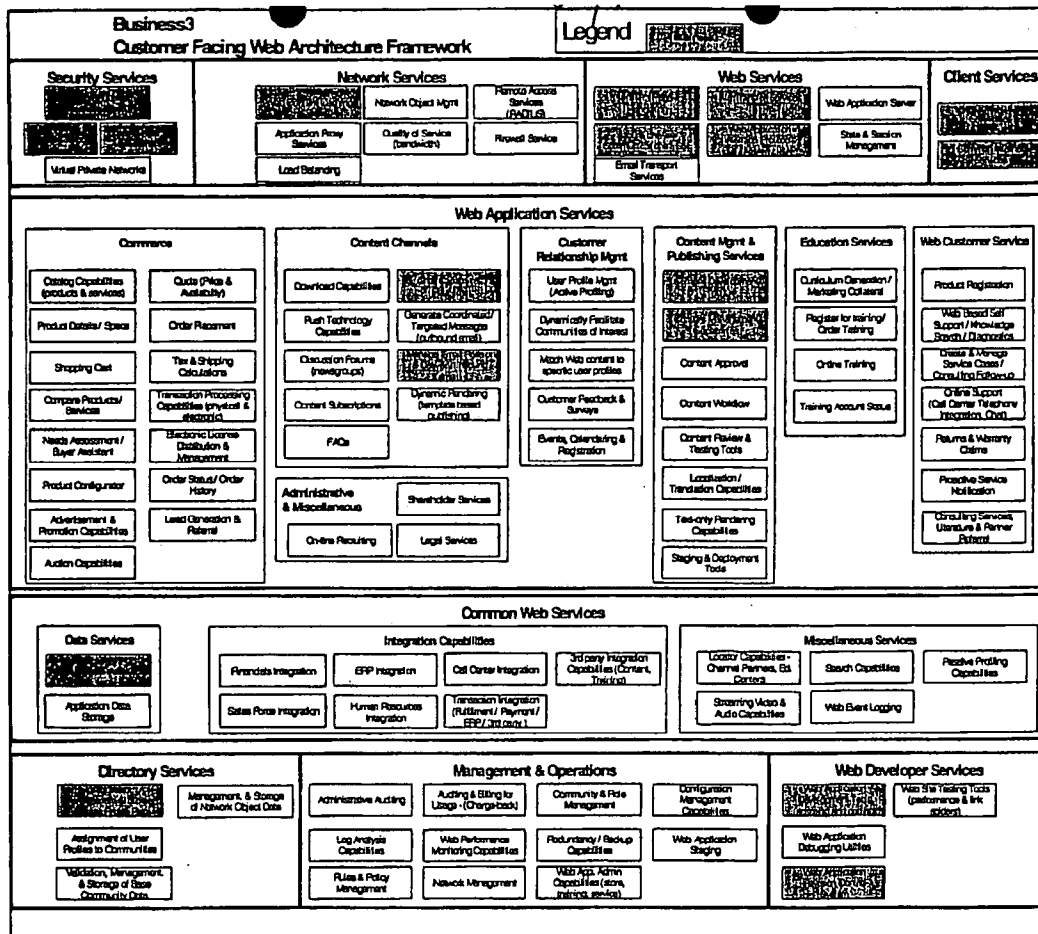 Business3
Customer Facing Web Architecture Framework
Legend
Security Services
Virtual Private Networks
Network Services
Network Object Mgmt
Remote Access
Services
(RADIUS)
Application Proxy
Services
Quality of Service
(bandwidth)
Firewall Service
Load Balancing
Web Services
Web Application Server
State & Session
Management
Email Transport
Services
Client Services
Web Application Services
Commerce
Catalog Capabilities
(products & services)
Quote (Price &
Availability)
Product Details / Specs
Order Placement
Shopping Cart
Tax & Shipping
Calculations
Compare Products/
Services
Transaction Processing
Capabilities (physical &
electronic)
Needs Assessment /
Buyer Assistant
Electronic License
Distribution &
Management
Product Configurator
Order Status / Order
History
Advertisement &
Promotion Capabilities
Lead Generation &
Referral
Auction Capabilities
Content Channels
Download Capabilities
Push Technology
Capabilities
Generate Coordinated/
Targeted Messages
(outbound email)
Discussion Forums
(newsgroups)
Content Subscriptions
Dynamic Rendering
(template based
publishing)
FAQs
Administrative
& Miscellaneous
Shareholder Services
On-line Recruiting
Legal Services
Customer
Relationship Mgmt
User Profile Mgmt
(Active Profiling)
Dynamically Facilitate
Communities of Interest
Match Web content to
specific user profiles
Customer Feedback &
Surveys
Events, Calendaring &
Registration
Content Mgmt &
Publishing Services
Content Approval
Content Workflow
Content Review &
Testing Tools
Localization /
Translation Capabilities
Text-only Rendering
Capabilities
Staging & Deployment
Tools
Education Services
Curriculum Generation /
Marketing Collateral
Register for training/
Order Training
Online Training
Training Account Status
Web Customer Service
Product Registration
Web Based Self
Support / Knowledge
Search / Diagnostics
Create & Manage
Service Cases /
Consulting Follow-up
Online Support
(Call Center Telephony
Integration, Chat)
Returns & Warranty
Claims
Proactive Service
Notification
Consulting Services,
Literature & Partner
Referral
Common Web Services
Data Services
Application Data
Storage
Integration Capabilities
Financials Integration
ERP Integration
Call Center Integration
3rd party Integration
Capabilities (Content,
Training)
Sales Force Integration
Human Resources
Integration
Transaction Integration
(Fulfillment / Payment /
ERP / 3rd party)
Miscellaneous Services
Locator Capabilities -
Channel Partners, Ed.
Centers
Search Capabilities
Passive Profiling
Capabilities
Streaming Video &
Audio Capabilities
Web Event Logging
Directory Services
Management, & Storage
of Network Object Data
Assignment of User
Profiles to Communities
Validation, Management,
& Storage of Base
Community Data
Management & Operations
Administrative Auditing
Auditing & Billing for
Usage - (Charge-back)
Community & Role
Management
Configuration
Management
Capabilities
Log Analysis
Capabilities
Web Performance
Monitoring Capabilities
Redundancy / Backup
Capabilities
Web Application
Staging
Rules & Policy
Management
Network Management
Web App. Admin
Capabilities (store,
training, service)
Web Developer Services
Web Site Testing Tools
(performance & link
spiders)
Web Application
Debugging Utilities